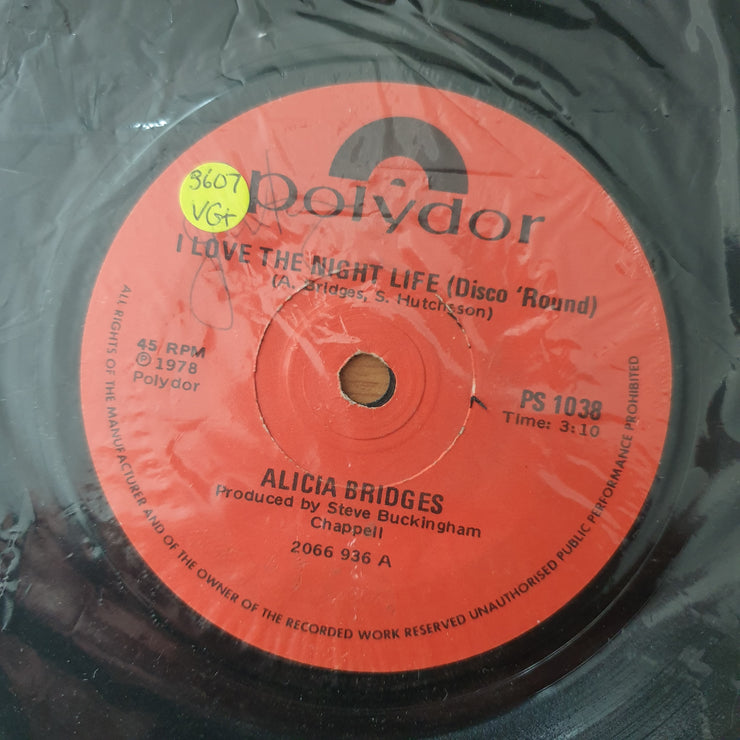 polydor
9607
VG+
I LOVE THE NIGHT LIFE (Disco 'Round)
(A. Bridges, S. Hutcheson)
45 RPM
Ⓟ 1978
Polydor
PS 1038
Time: 3:10
ALICIA BRIDGES
Produced by Steve Buckingham
Chappell
2066 936 A
ALL RIGHTS OF THE MANUFACTURER AND OF THE OWNER OF THE RECORDED WORK RESERVED UNAUTHORISED PUBLIC PERFORMANCE PROHIBITED